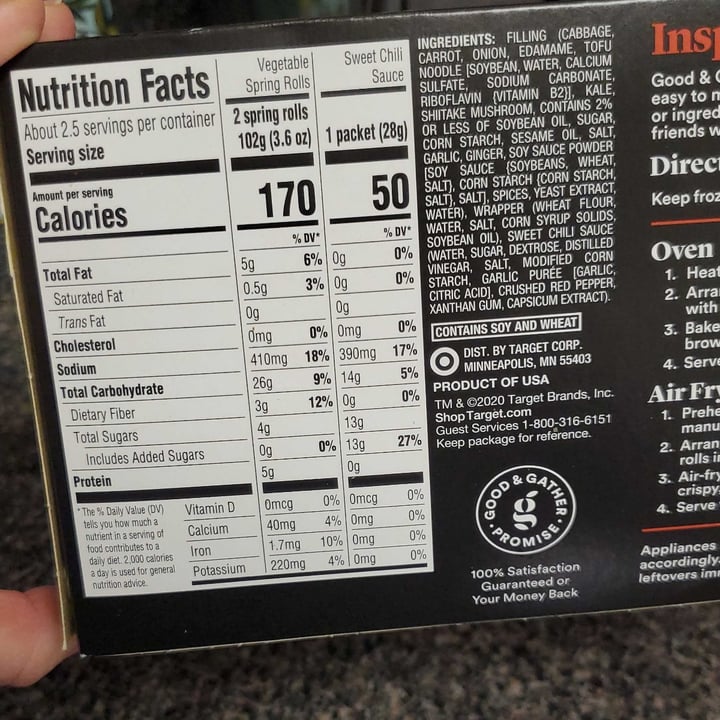 Nutrition Facts
About 2.5 servings per container
Serving size
Vegetable
Spring Rolls
2 spring rolls
102g (3.6 oz)
Sweet Chili
Sauce
1 packet (28g)
Amount per serving
Calories 170 50
% DV* % DV*
Total Fat 5g 6% 0g 0%
Saturated Fat 0.5g 3% 0g 0%
Trans Fat 0g 0g
Cholesterol 0mg 0% 0mg 0%
Sodium 410mg 18% 390mg 17%
Total Carbohydrate 26g 9% 14g 5%
Dietary Fiber 3g 12% 0g 0%
Total Sugars 4g 13g
Includes Added Sugars 0g 0% 13g 27%
Protein 5g 0g
Vitamin D 0mcg 0% 0mcg 0%
Calcium 40mg 4% 0mg 0%
Iron 1.7mg 10% 0mg 0%
Potassium 220mg 4% 0mg 0%
*The % Daily Value (DV)
tells you how much a
nutrient in a serving of
food contributes to a
daily diet. 2,000 calories
a day is used for general
nutrition advice.
INGREDIENTS: FILLING (CABBAGE,
CARROT, ONION, EDAMAME, TOFU
NOODLE [SOYBEAN, WATER, CALCIUM
SULFATE, SODIUM CARBONATE,
RIBOFLAVIN (VITAMIN B2)], KALE,
SHIITAKE MUSHROOM, CONTAINS 2%
OR LESS OF SOYBEAN OIL, SUGAR,
CORN STARCH, SESAME OIL, SALT,
GARLIC, GINGER, SOY SAUCE POWDER
[SOY SAUCE (SOYBEANS, WHEAT,
SALT), CORN STARCH (CORN STARCH,
SALT), SALT], SPICES, YEAST EXTRACT,
WATER), WRAPPER (WHEAT FLOUR,
WATER, SALT, CORN SYRUP SOLIDS,
SOYBEAN OIL), SWEET CHILI SAUCE
(WATER, SUGAR, DEXTROSE, DISTILLED
VINEGAR, SALT, MODIFIED CORN
STARCH, GARLIC PURÉE [GARLIC,
CITRIC ACID], CRUSHED RED PEPPER,
XANTHAN GUM, CAPSICUM EXTRACT).
CONTAINS SOY AND WHEAT
DIST. BY TARGET CORP.
MINNEAPOLIS, MN 55403
PRODUCT OF USA
TM & ©2020 Target Brands, Inc.
Shop Target.com
Guest Services 1-800-316-6151
Keep package for reference.
GOOD & GATHER
g
• PROMISE •
100% Satisfaction
Guaranteed or
Your Money Back
Insp
Good & G
easy to m
or ingred
friends w
Direc
Keep froz
Oven
1. Heat
2. Arra
with
3. Bake
brow
4. Serve
Air Fry
1. Prehe
manu
2. Arran
rolls in
3. Air-fry
crispy
4. Serve
Appliances
accordingly.
leftovers imm